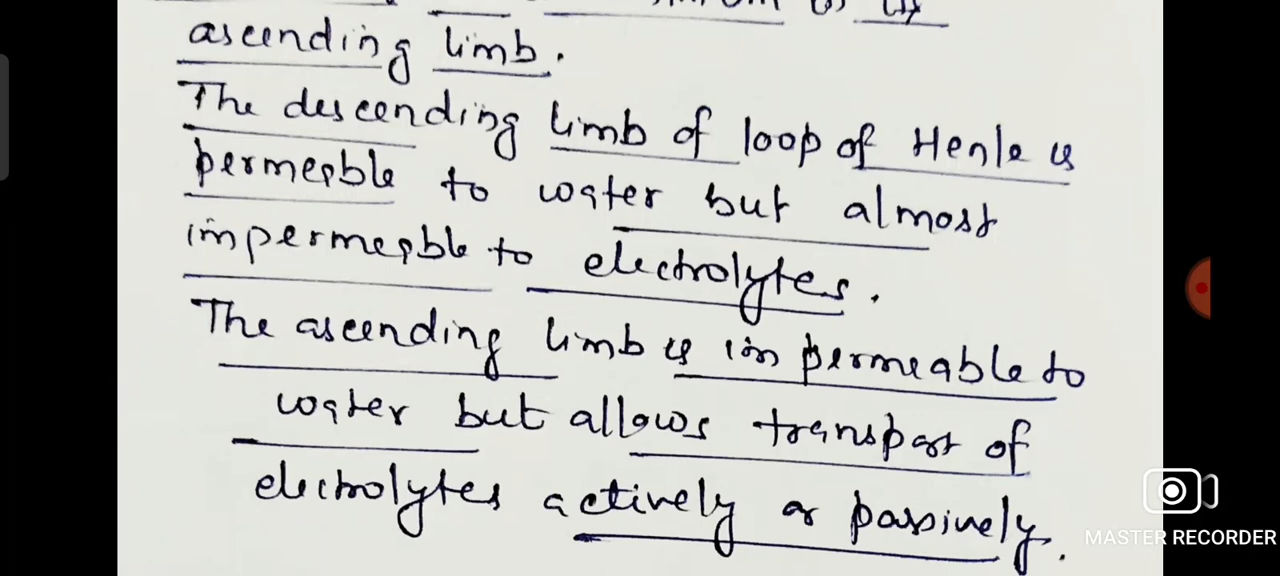 ascending limb.
The descending limb of loop of Henle is
permeable to water but almost
impermeable to electrolytes.
The ascending limb is impermeable to
water but allows transport of
electrolytes actively or passively.
MASTER RECORDER